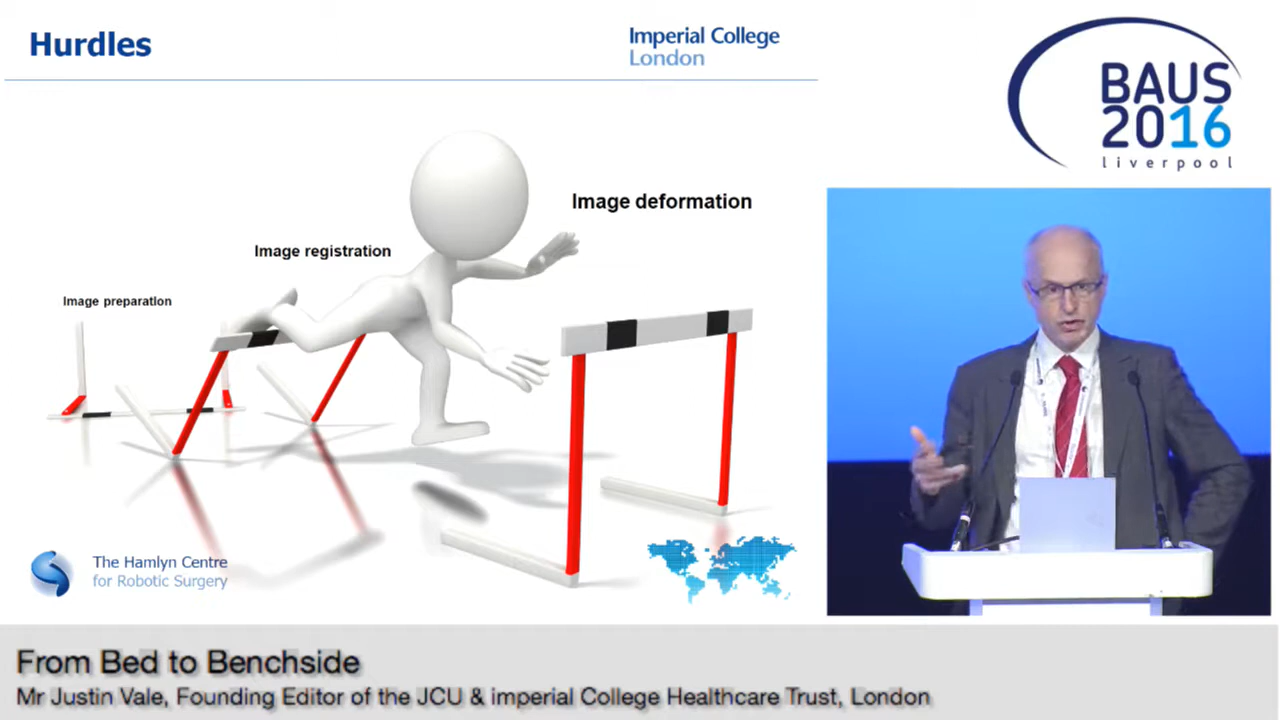 Hurdles
Imperial College
London
BAUS
2016
liverpool
Image deformation
Image registration
Image preparation
The Hamlyn Centre
for Robotic Surgery
From Bed to Benchside
Mr Justin Vale, Founding Editor of the JCU & imperial College Healthcare Trust, London